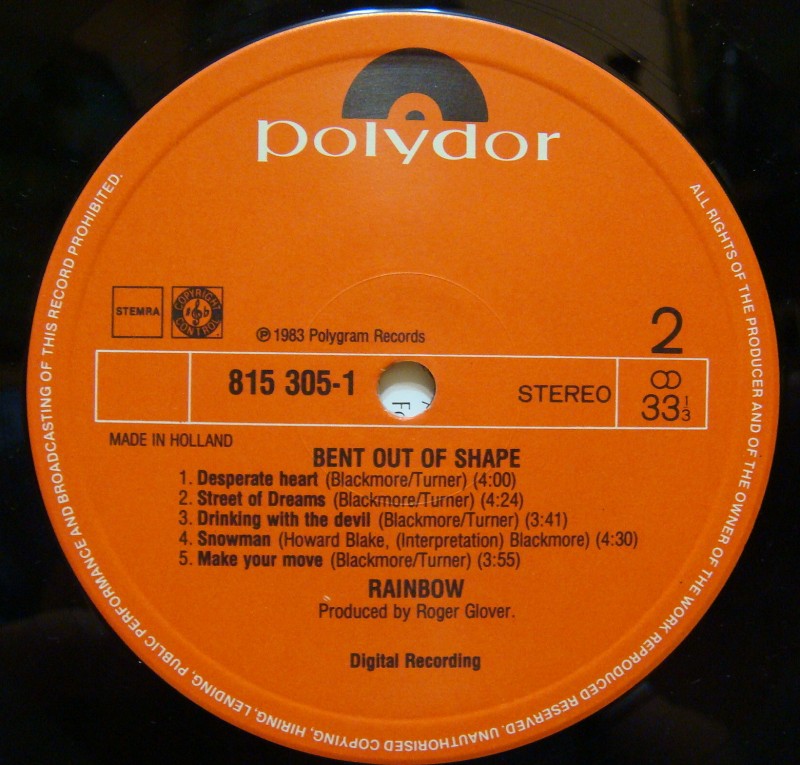 polydor
STEMRA
COPYRIGHT CONTROL
℗ 1983 Polygram Records
2
815 305-1
STEREO
33 1/3
MADE IN HOLLAND
BENT OUT OF SHAPE
1. Desperate heart (Blackmore/Turner) (4:00)
2. Street of Dreams (Blackmore/Turner) (4:24)
3. Drinking with the devil (Blackmore/Turner) (3:41)
4. Snowman (Howard Blake, (Interpretation) Blackmore) (4:30)
5. Make your move (Blackmore/Turner) (3:55)
RAINBOW
Produced by Roger Glover.
Digital Recording
ALL RIGHTS OF THE PRODUCER AND OF THE OWNER OF THE WORK REPRODUCED RESERVED. UNAUTHORISED COPYING, HIRING, LENDING, PUBLIC PERFORMANCE AND BROADCASTING OF THIS RECORD PROHIBITED.